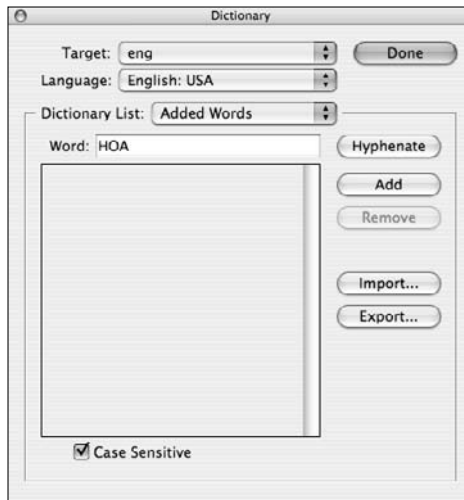 Dictionary
Target: eng Done
Language: English: USA
Dictionary List: Added Words
Word: HOA Hyphenate
Add
Remove
Import...
Export...
Case Sensitive